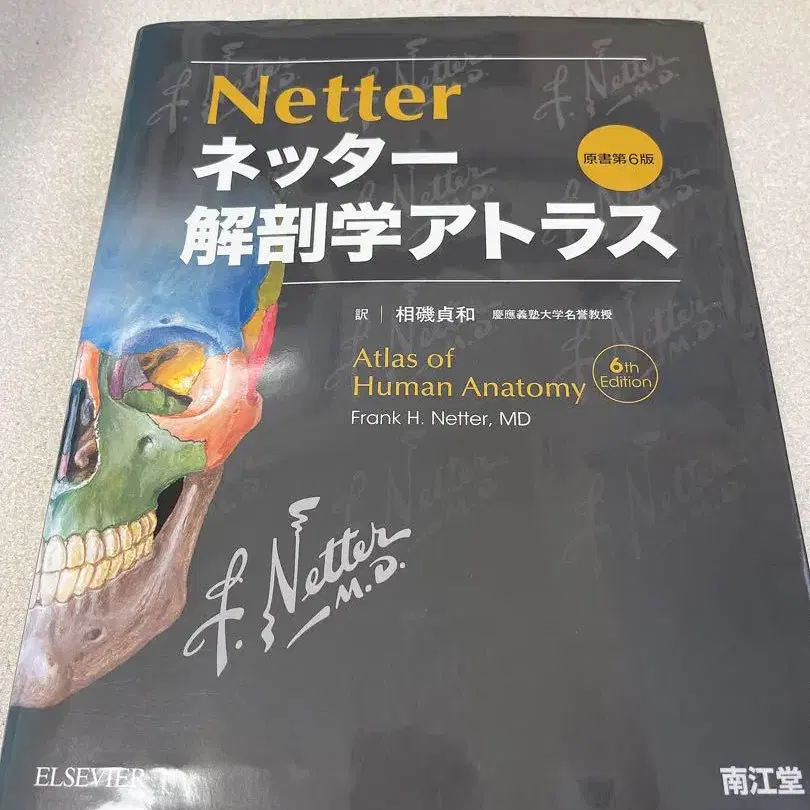 Netter
ネッター
原書第6版
解剖学アトラス
訳 | 相磯貞和 慶應義塾大学名誉教授
Atlas of
Human Anatomy
6th
Edition
Frank H. Netter, MD
F. Netter
M.D.
ELSEVIER
南江堂